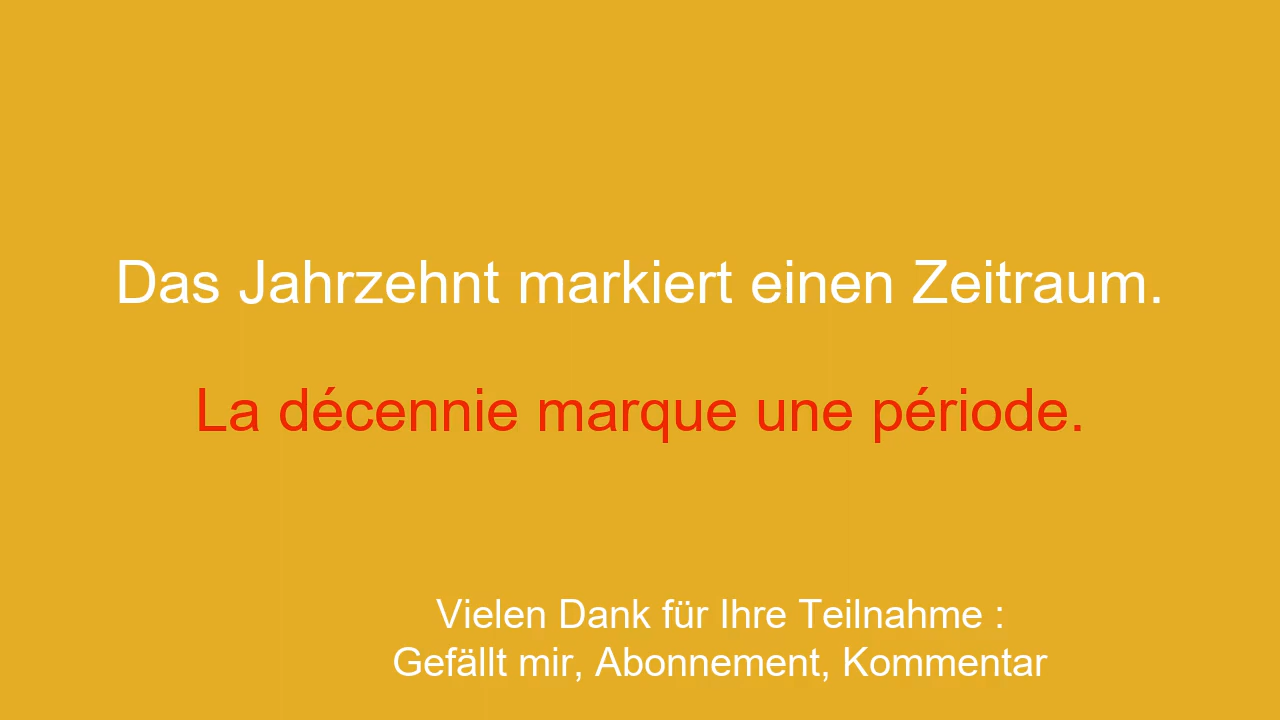 Das Jahrzehnt markiert einen Zeitraum.
La décennie marque une période.
Vielen Dank für Ihre Teilnahme :
Gefällt mir, Abonnement, Kommentar